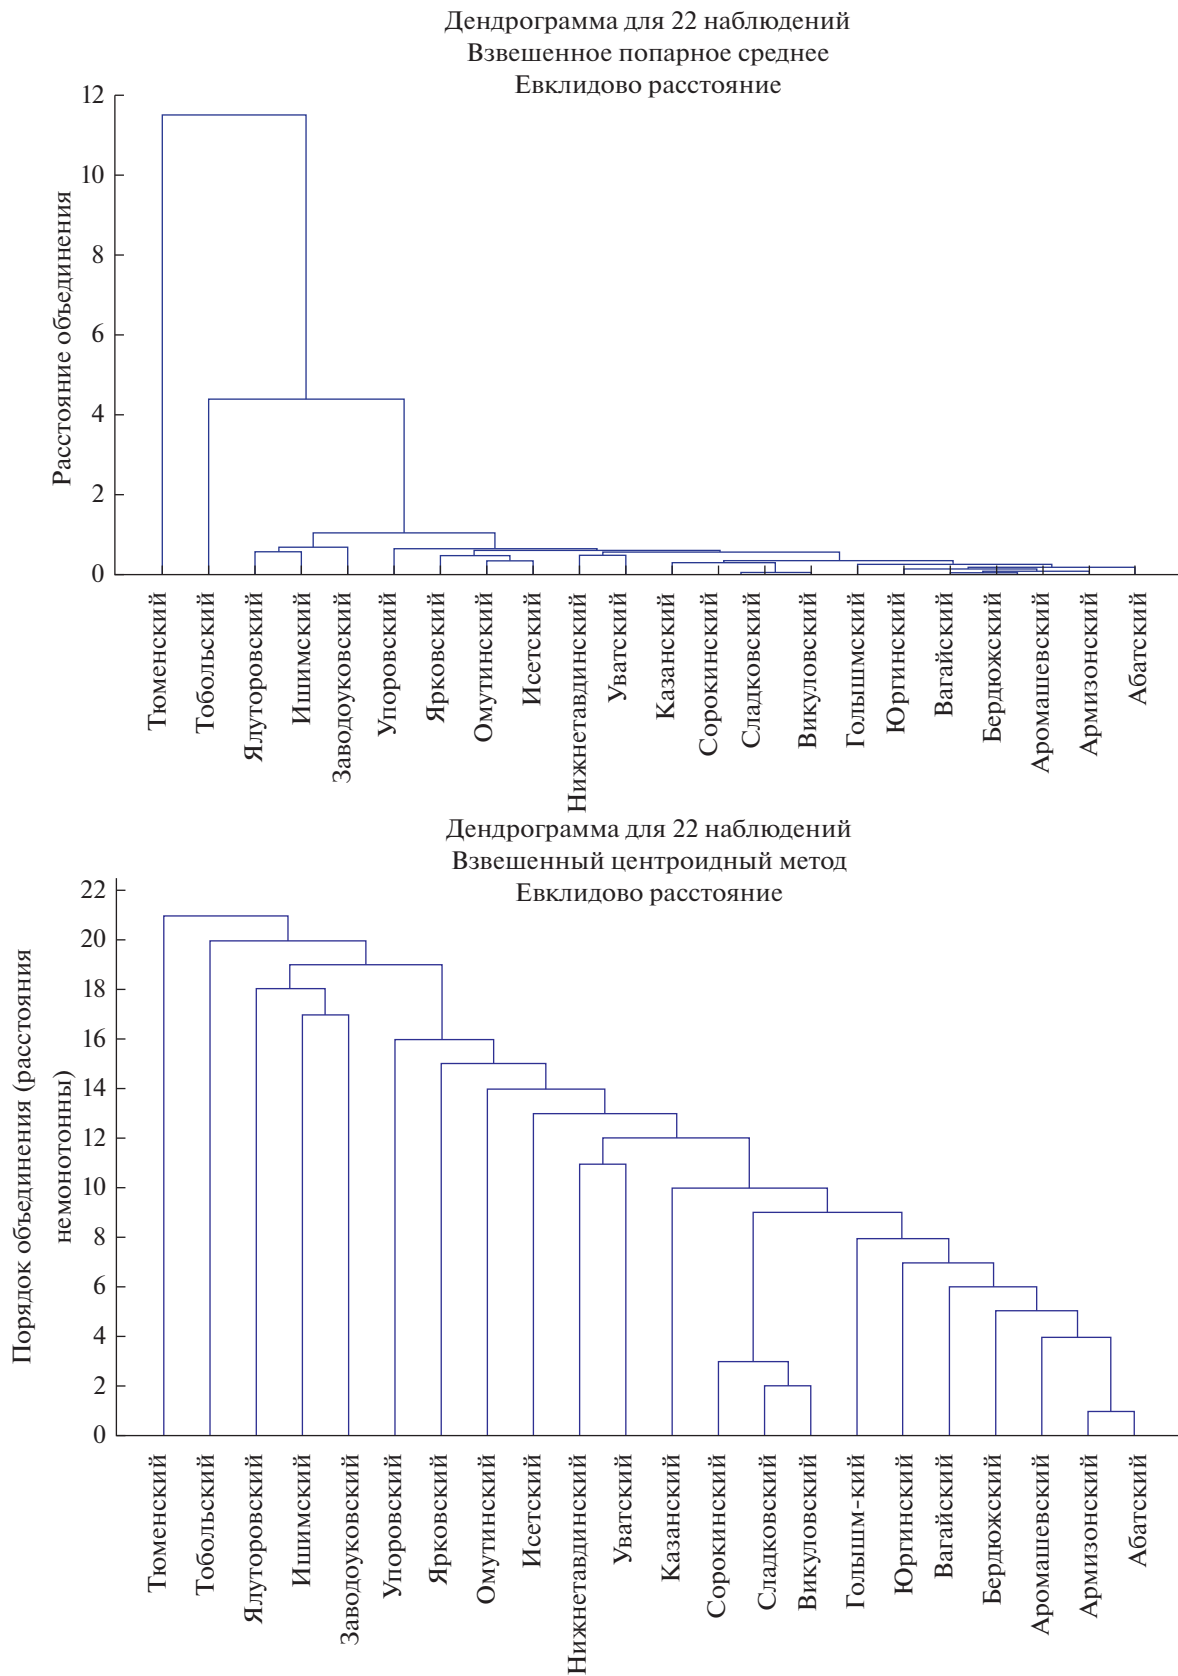 Дендрограмма для 22 наблюдений
Взвешенное попарное среднее
Евклидово расстояние
Расстояние объединения
12
10
8
6
4
2
0
Тюменский
Тобольский
Ялуторовский
Ишимский
Заводоуковский
Упоровский
Ярковский
Омутинский
Исетский
Нижнетавдинский
Уватский
Казанский
Сорокинский
Сладковский
Викуловский
Голышмский
Юргинский
Вагайский
Бердюжский
Аромашевский
Армизонский
Абатский
Дендрограмма для 22 наблюдений
Взвешенный центроидный метод
Евклидово расстояние
Порядок объединения (расстояния
немонотонны)
22
20
18
16
14
12
10
8
6
4
2
0
Тюменский
Тобольский
Ялуторовский
Ишимский
Заводоуковский
Упоровский
Ярковский
Омутинский
Исетский
Нижнетавдинский
Уватский
Казанский
Сорокинский
Сладковский
Викуловский
Голышм-кий
Юргинский
Вагайский
Бердюжский
Аромашевский
Армизонский
Абатский